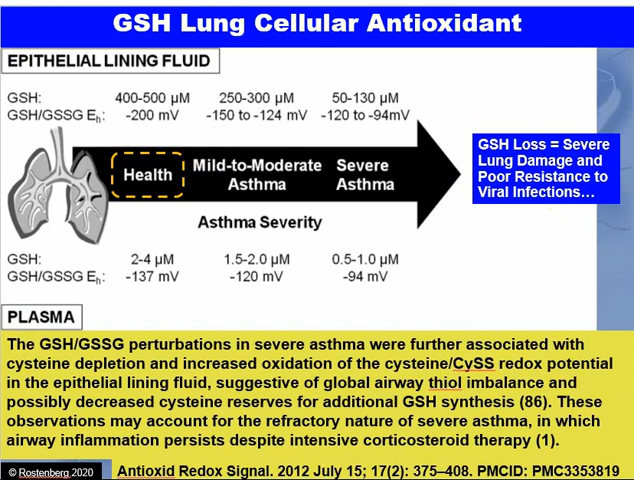 GSH Lung Cellular Antioxidant
EPITHELIAL LINING FLUID
GSH: 400-500 µM 250-300 µM 50-130 µM
GSH/GSSG Eh: -200 mV -150 to -124 mV -120 to -94mV
GSH Loss = Severe
Lung Damage and
Poor Resistance to
Viral Infections…
Health Mild-to-Moderate Asthma Severe Asthma
Asthma Severity
GSH: 2-4 µM 1.5-2.0 µM 0.5-1.0 µM
GSH/GSSG Eh: -137 mV -120 mV -94 mV
PLASMA
The GSH/GSSG perturbations in severe asthma were further associated with
cysteine depletion and increased oxidation of the cysteine/CySS redox potential
in the epithelial lining fluid, suggestive of global airway thiol imbalance and
possibly decreased cysteine reserves for additional GSH synthesis (86). These
observations may account for the refractory nature of severe asthma, in which
airway inflammation persists despite intensive corticosteroid therapy (1).
© Rostenberg 2020
Antioxid Redox Signal. 2012 July 15; 17(2): 375–408. PMCID: PMC3353819